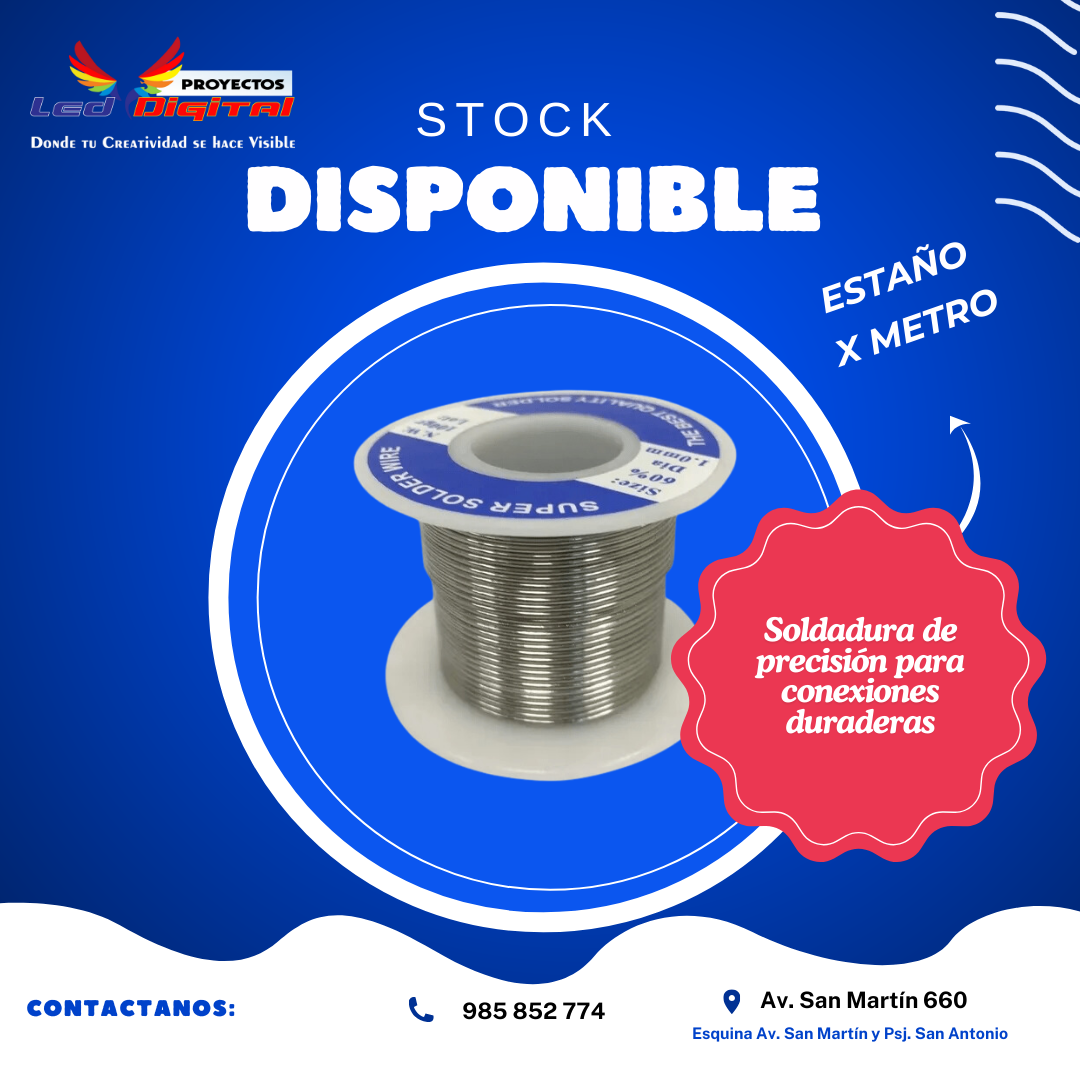 PROYECTOS
Led Digital
Donde tu Creatividad se hace Visible
STOCK
DISPONIBLE
ESTAÑO
X METRO
THE BEST QUALITY SOLDER
N.W.
100gr
Size:
60%
Dia
1.0mm
SUPER SOLDER WIRE
Soldadura de
precisión para
conexiones
duraderas
CONTACTANOS:
985 852 774
Av. San Martín 660
Esquina Av. San Martín y Psj. San Antonio